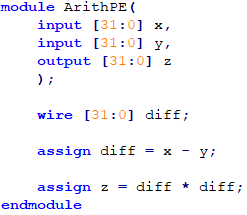 module ArithPE(
input [31:0] x,
input [31:0] y,
output [31:0] z
);
wire [31:0] diff;
assign diff = x - y;
assign z = diff * diff;
endmodule